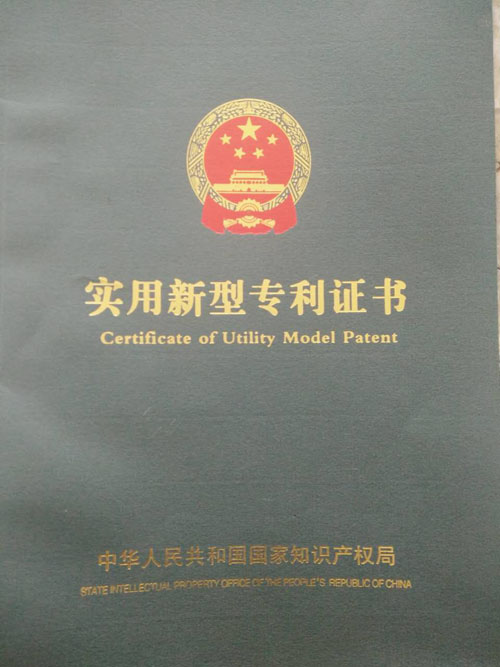 实用新型专利证书
Certificate of Utility Model Patent
中华人民共和国国家知识产权局
STATE INTELLECTUAL PROPERTY OFFICE OF THE PEOPLE'S REPUBLIC OF CHINA